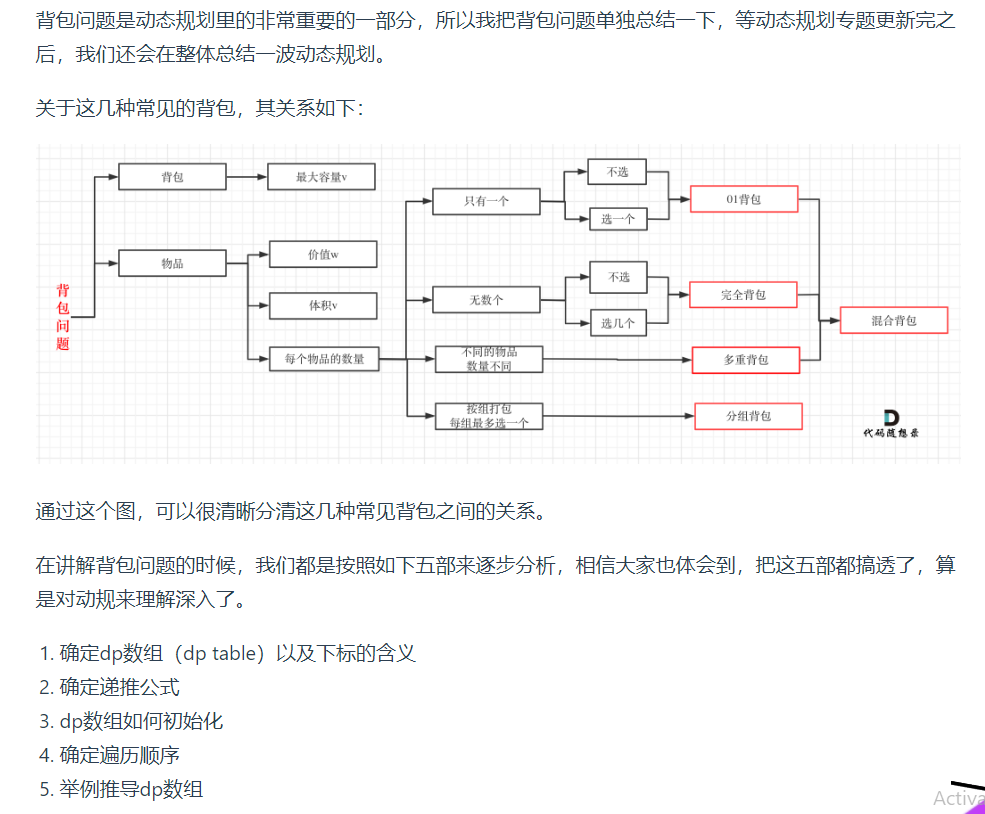 背包问题是动态规划里的非常重要的一部分，所以我把背包问题单独总结一下，等动态规划专题更新完之
后，我们还会在整体总结一波动态规划。
关于这几种常见的背包，其关系如下：
背包问题
背包
最大容量v
物品
价值w
体积v
每个物品的数量
只有一个
不选
选一个
01背包
无数个
不选
选几个
完全背包
不同的物品
数量不同
多重背包
按组打包
每组最多选一个
分组背包
混合背包
代码随想录
通过这个图，可以很清晰分清这几种常见背包之间的关系。
在讲解背包问题的时候，我们都是按照如下五部来逐步分析，相信大家也体会到，把这五部都搞透了，算
是对动规来理解深入了。
1. 确定dp数组（dp table）以及下标的含义
2. 确定递推公式
3. dp数组如何初始化
4. 确定遍历顺序
5. 举例推导dp数组
Activa